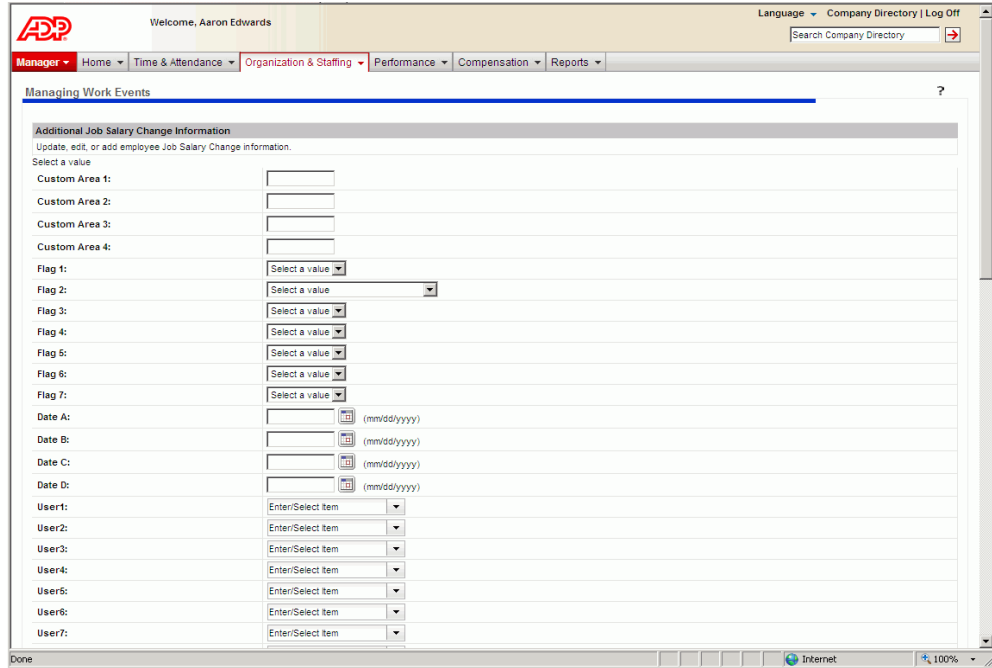 Language Company Directory | Log Off
ADP
Welcome, Aaron Edwards
Search Company Directory
Manager Home Time & Attendance Organization & Staffing Performance Compensation Reports
Managing Work Events ?
Additional Job Salary Change Information
Update, edit, or add employee Job Salary Change information.
Select a value
Custom Area 1:
Custom Area 2:
Custom Area 3:
Custom Area 4:
Flag 1: Select a value
Flag 2: Select a value
Flag 3: Select a value
Flag 4: Select a value
Flag 5: Select a value
Flag 6: Select a value
Flag 7: Select a value
Date A: (mm/dd/yyyy)
Date B: (mm/dd/yyyy)
Date C: (mm/dd/yyyy)
Date D: (mm/dd/yyyy)
User1: Enter/Select Item
User2: Enter/Select Item
User3: Enter/Select Item
User4: Enter/Select Item
User5: Enter/Select Item
User6: Enter/Select Item
User7: Enter/Select Item
Done Internet 100%